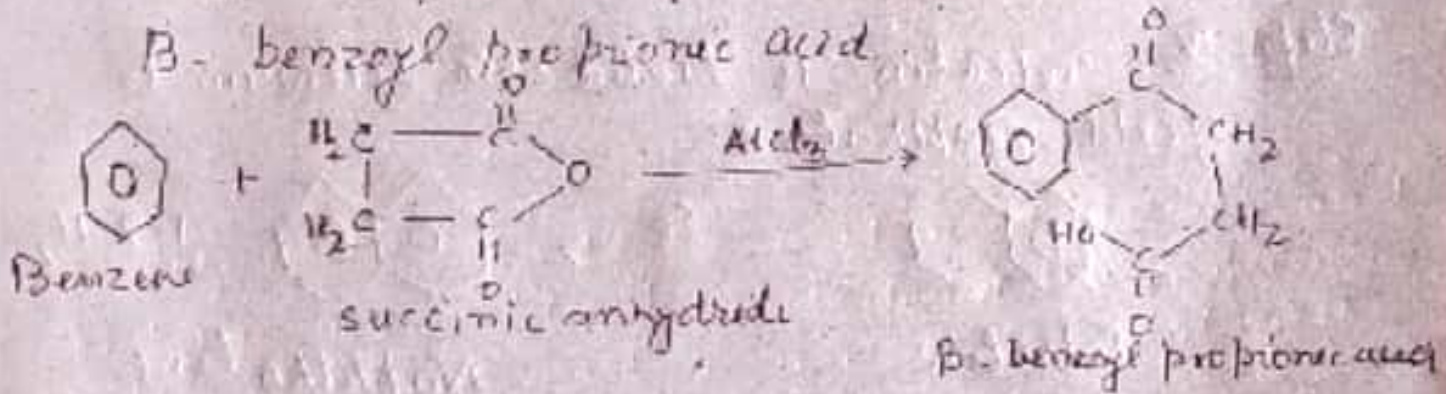 B- benzoyl propionic acid.
O
H₂C — C
O
H₂C — C
O
+
AlCl₃
Benzene
succinic anhydride
O
C
CH₂
CH₂
HO
C
O
B- benzoyl propionic acid